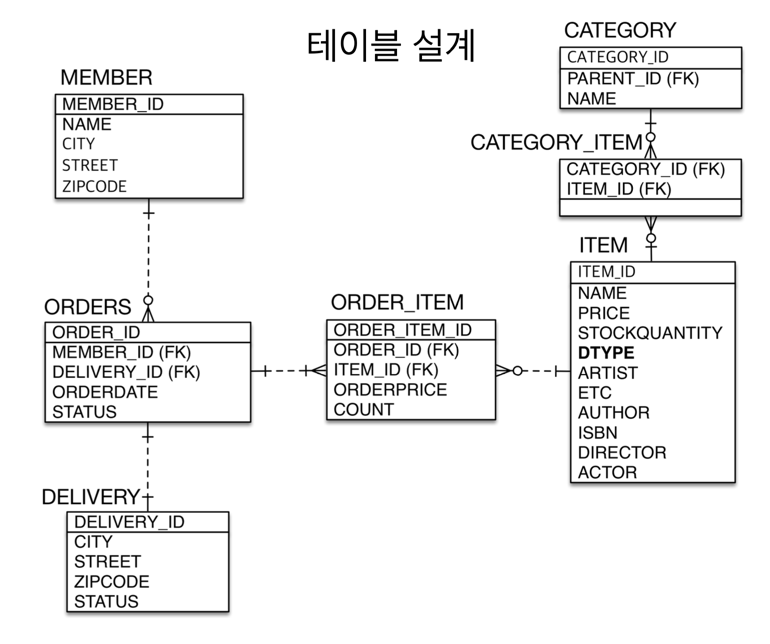 테이블 설계
MEMBER
MEMBER_ID
NAME
CITY
STREET
ZIPCODE
ORDERS
ORDER_ID
MEMBER_ID (FK)
DELIVERY_ID (FK)
ORDERDATE
STATUS
DELIVERY
DELIVERY_ID
CITY
STREET
ZIPCODE
STATUS
ORDER_ITEM
ORDER_ITEM_ID
ORDER_ID (FK)
ITEM_ID (FK)
ORDERPRICE
COUNT
CATEGORY
CATEGORY_ID
PARENT_ID (FK)
NAME
CATEGORY_ITEM
CATEGORY_ID (FK)
ITEM_ID (FK)
ITEM
ITEM_ID
NAME
PRICE
STOCKQUANTITY
DTYPE
ARTIST
ETC
AUTHOR
ISBN
DIRECTOR
ACTOR